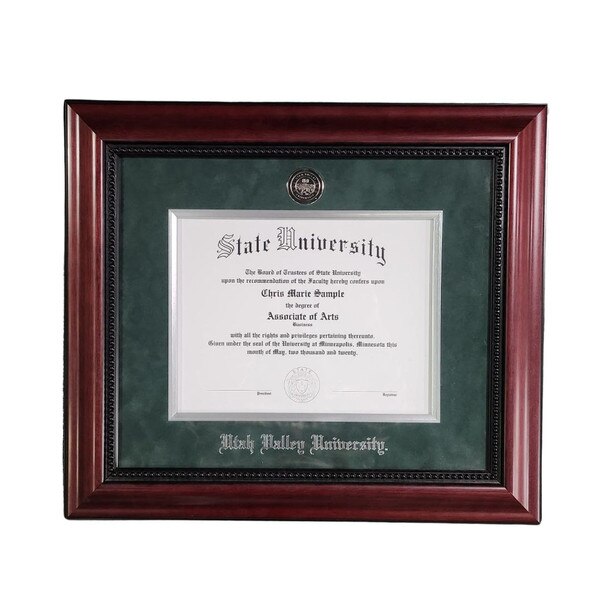 State University
The Board of Trustees of State University
upon the recommendation of the Faculty hereby confers upon
Chris Marie Sample
the degree of
Associate of Arts
Business
with all the rights and privileges pertaining thereunto.
Given under the seal of the University at Minneapolis, Minnesota this
month of May, two thousand and twenty.
STATE
President
Registrar
Utah Valley University.